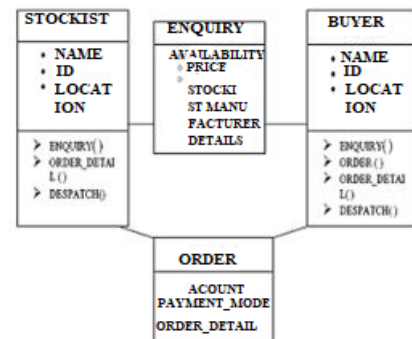 STOCKIST
NAME
ID
LOCAT
ION
ENQUIRY()
ORDER_DETAI
L()
DESPATCH()
ENQUIRY
AVAILABILITY
PRICE
STOCKI
ST MANU
FACTURER
DETAILS
BUYER
NAME
ID
LOCAT
ION
ENQUIRY()
ORDER()
ORDER_DETAI
L()
DESPATCH()
ORDER
ACOUNT
PAYMENT_MODE
ORDER_DETAIL